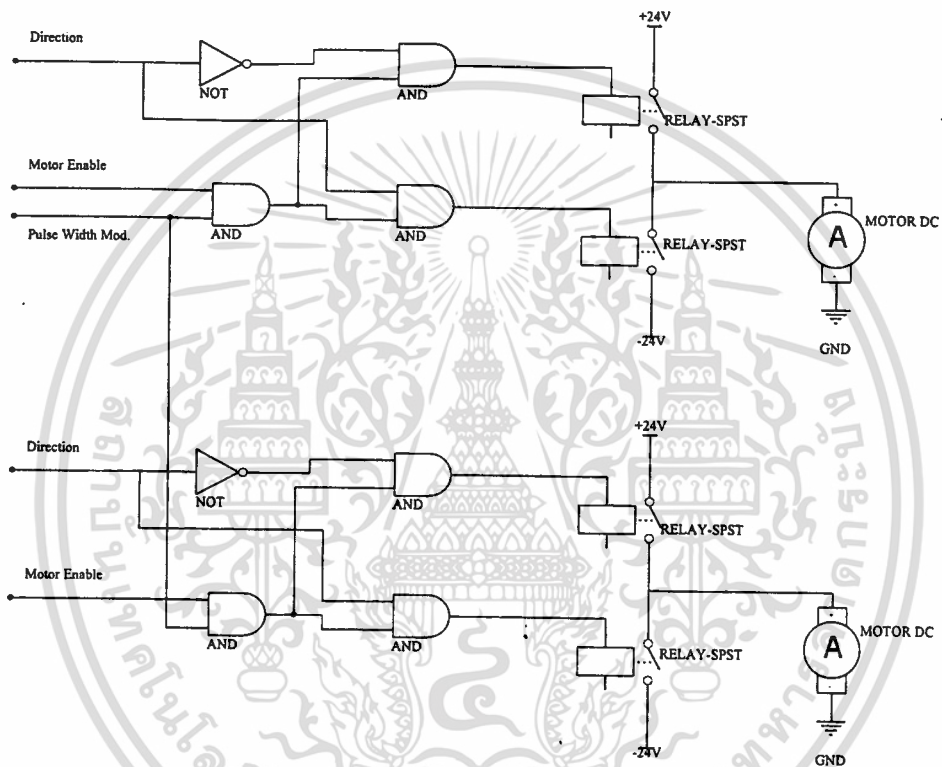 +24V
Direction
NOT
AND
RELAY-SPST
Motor Enable
AND
AND
Pulse Width Mod.
RELAY-SPST
A
MOTOR DC
-24V
GND
+24V
Direction
NOT
AND
RELAY-SPST
Motor Enable
AND
AND
RELAY-SPST
A
MOTOR DC
-24V
GND